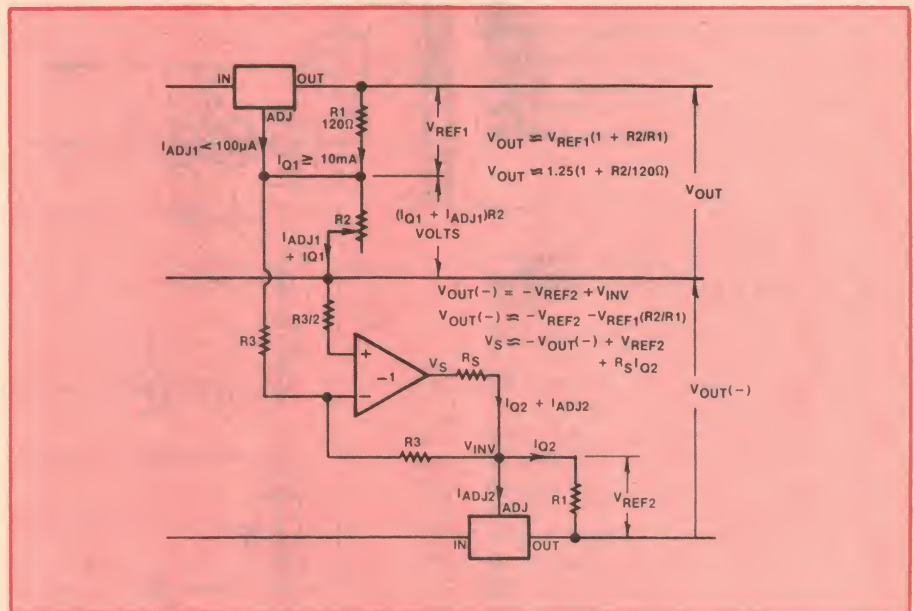 IN OUT
ADJ
R1
120Ω
V_REF1
V_OUT ≈ V_REF1(1 + R2/R1)
I_ADJ1 < 100µA
I_Q1 ≧ 10mA
V_OUT ≈ 1.25(1 + R2/120Ω)
V_OUT
R2
(I_Q1 + I_ADJ1)R2
VOLTS
I_ADJ1
+ IQ1
V_OUT(-) = -V_REF2 + V_INV
V_OUT(-) ≈ -V_REF2 -V_REF1(R2/R1)
V_S ≈ -V_OUT(-) + V_REF2
+ R_S I_Q2
R3/2
R3
+
-1
-
V_S
R_S
V_OUT(-)
I_Q2 + I_ADJ2
R3
V_INV
I_Q2
I_ADJ2
R1
V_REF2
ADJ
IN OUT